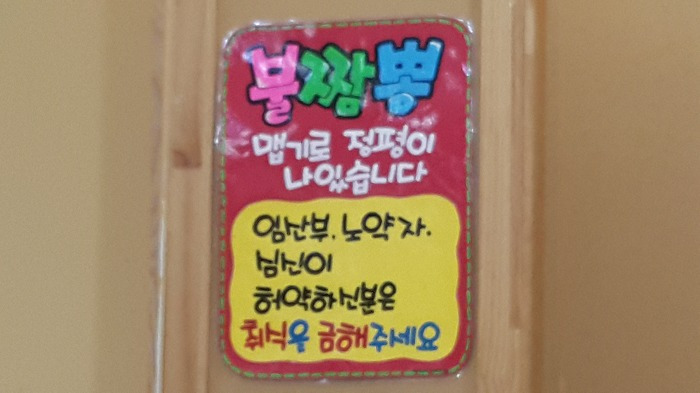 불짬뽕
맵기로 정평이
나있습니다
임산부.노약자.
심신이
허약하신분은
취식을 금해주세요